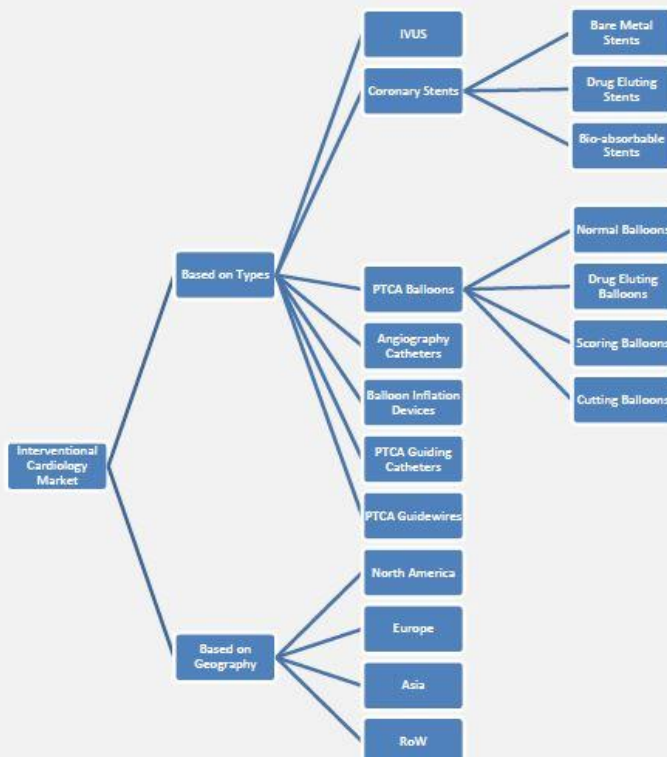 IVUS
Coronary Stents
Bare Metal
Stents
Drug Eluting
Stents
Bio-absorbable
Stents
Based on Types
PTCA Balloons
Normal Balloons
Drug Eluting
Balloons
Scoring Balloons
Cutting Balloons
Angiography
Catheters
Balloon Inflation
Devices
PTCA Guiding
Catheters
PTCA Guidewires
Interventional
Cardiology
Market
Based on
Geography
North America
Europe
Asia
RoW